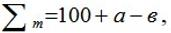 ∑ m=100 + а – в ,